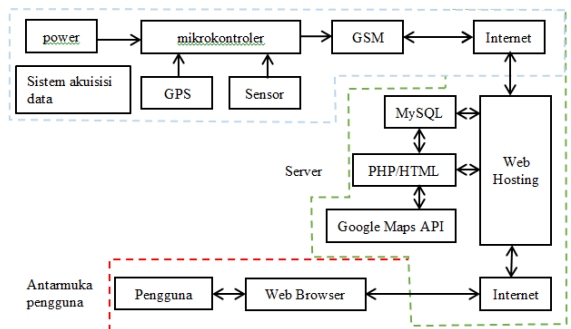 power
mikrokontroler
GSM
Internet
Sistem akuisisi
data
GPS
Sensor
MySQL
Server
PHP/HTML
Web
Hosting
Google Maps API
Antarmuka
pengguna
Pengguna
Web Browser
Internet